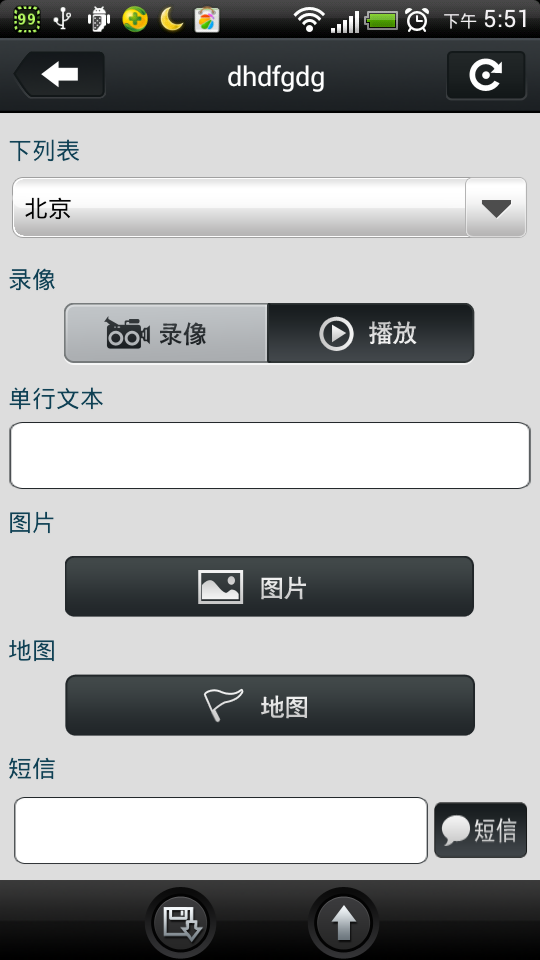 99 下午 5:51
dhdfgdg
下列表
北京
录像
录像 播放
单行文本
图片
图片
地图
地图
短信
短信